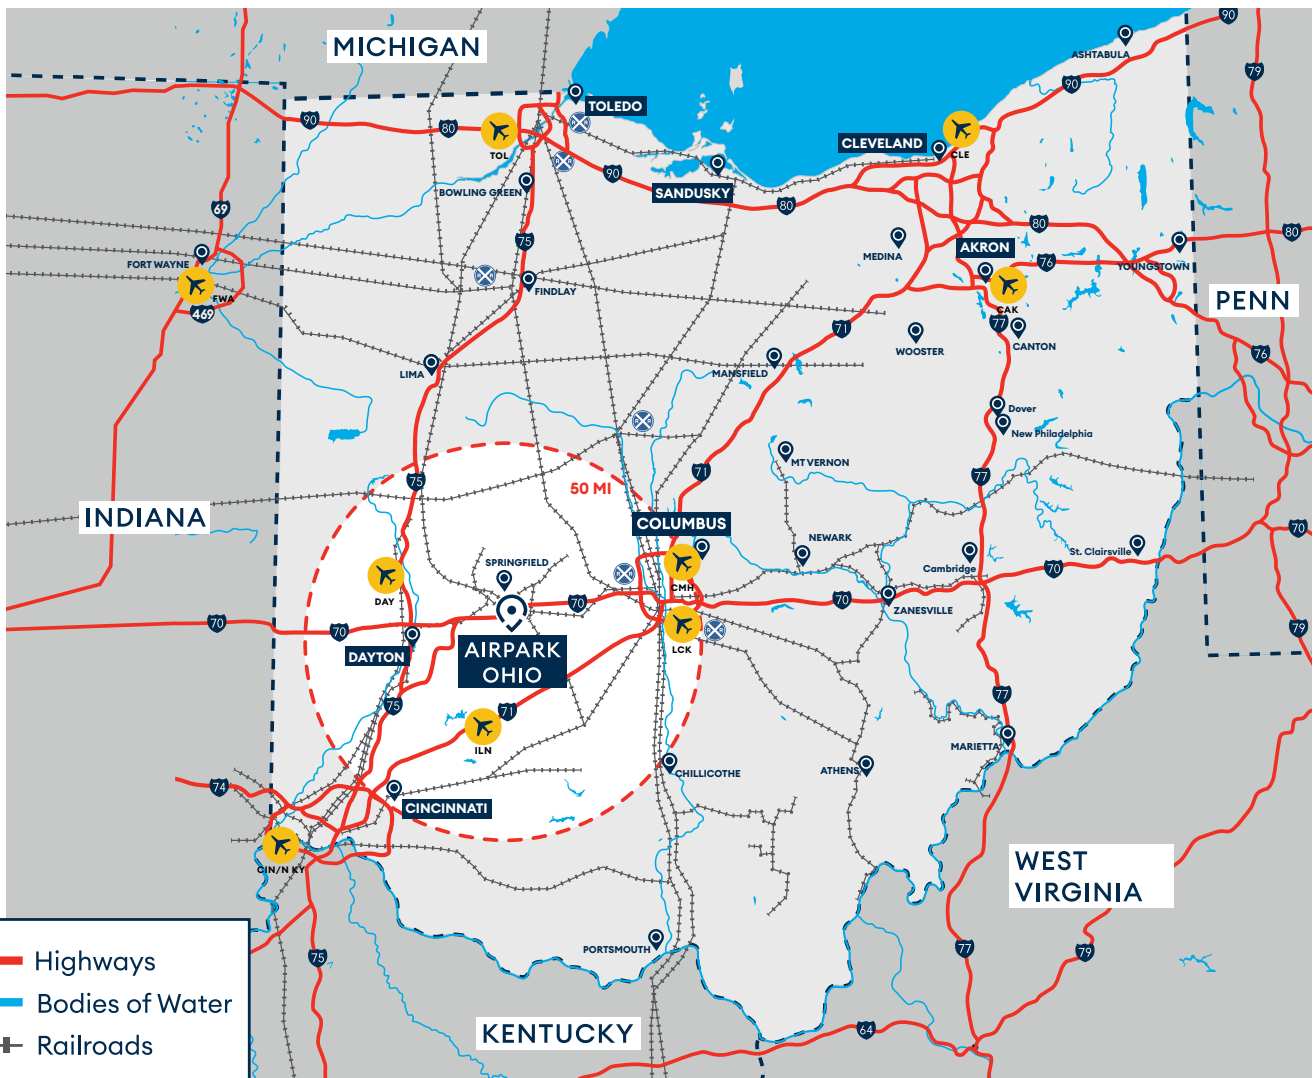 90
MICHIGAN
ASHTABULA
79
90
TOLEDO
90
80
TOL
CLEVELAND
CLE
90
BOWLING GREEN
SANDUSKY
80
69
80
80
75
MEDINA
AKRON
76
YOUNGSTOWN
FORT WAYNE
FWA
469
FINDLAY
CAK
PENN
77
CANTON
71
WOOSTER
76
LIMA
MANSFIELD
Dover
New Philadelphia
MT VERNON
75
71
77
50 MI
INDIANA
COLUMBUS
70
NEWARK
St. Clairsville
SPRINGFIELD
Cambridge
70
DAY
CMH
70
70
ZANESVILLE
70
70
79
DAYTON
AIRPARK
OHIO
LCK
75
71
77
ILN
MARIETTA
CHILLICOTHE
ATHENS
74
CINCINNATI
CIN/N KY
WEST
VIRGINIA
PORTSMOUTH
77
79
75
Highways
Bodies of Water
Railroads
KENTUCKY
64